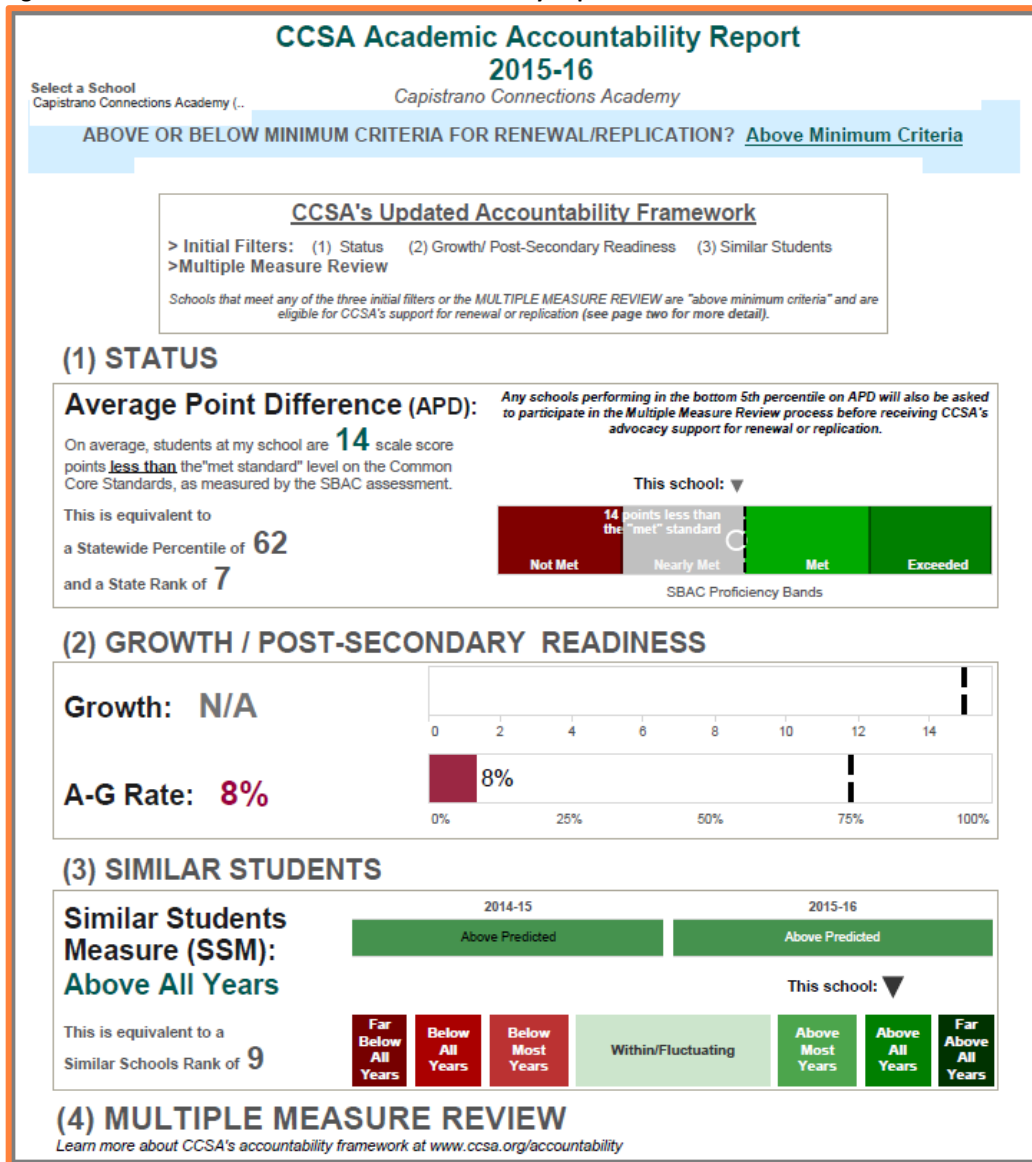 CCSA Academic Accountability Report
2015-16
Select a School
Capistrano Connections Academy (..
Capistrano Connections Academy
ABOVE OR BELOW MINIMUM CRITERIA FOR RENEWAL/REPLICATION? Above Minimum Criteria
CCSA's Updated Accountability Framework
> Initial Filters: (1) Status (2) Growth/ Post-Secondary Readiness (3) Similar Students
>Multiple Measure Review
Schools that meet any of the three initial filters or the MULTIPLE MEASURE REVIEW are "above minimum criteria" and are
eligible for CCSA's support for renewal or replication (see page two for more detail).
(1) STATUS
Average Point Difference (APD):
On average, students at my school are 14 scale score
points less than the"met standard" level on the Common
Core Standards, as measured by the SBAC assessment.
This is equivalent to
a Statewide Percentile of 62
and a State Rank of 7
Any schools performing in the bottom 5th percentile on APD will also be asked
to participate in the Multiple Measure Review process before receiving CCSA's
advocacy support for renewal or replication.
This school:
14 points less than
the "met" standard
Not Met Nearly Met Met Exceeded
SBAC Proficiency Bands
(2) GROWTH / POST-SECONDARY READINESS
Growth: N/A
0 2 4 6 8 10 12 14
A-G Rate: 8%
8%
0% 25% 50% 75% 100%
(3) SIMILAR STUDENTS
Similar Students
Measure (SSM):
Above All Years
This is equivalent to a
Similar Schools Rank of 9
2014-15 2015-16
Above Predicted Above Predicted
This school:
Far Below All Years
Below All Years
Below Most Years
Within/Fluctuating
Above Most Years
Above All Years
Far Above All Years
(4) MULTIPLE MEASURE REVIEW
Learn more about CCSA's accountability framework at www.ccsa.org/accountability